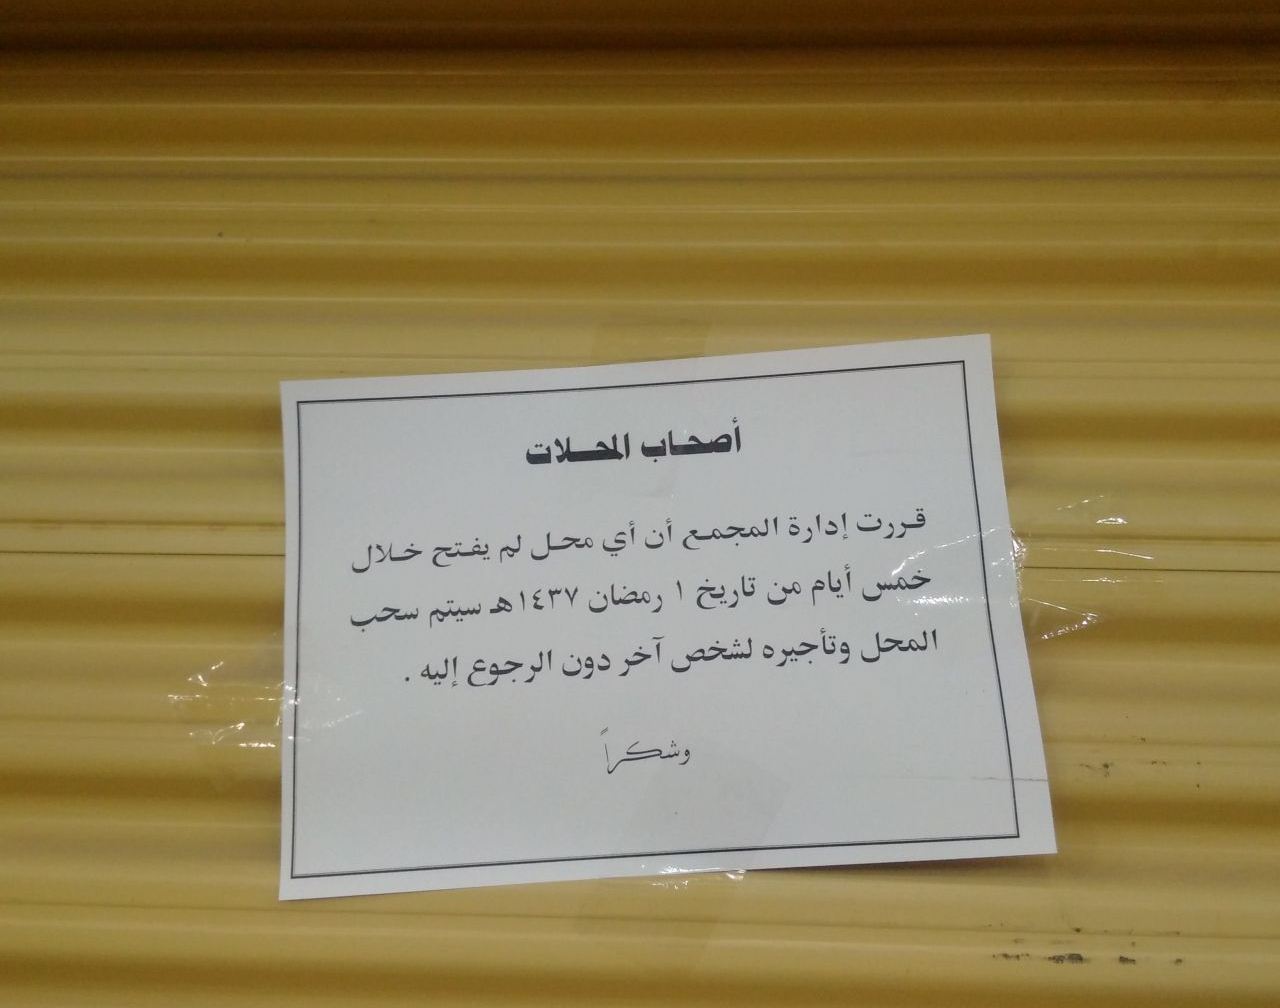 أصحاب المحلات
قررت إدارة المجمع أن أي محل لم يفتح خلال
خمس أيام من تاريخ ١ رمضان ١٤٣٧هـ سيتم سحب
المحل وتأجيره لشخص آخر دون الرجوع إليه .
وشكراً